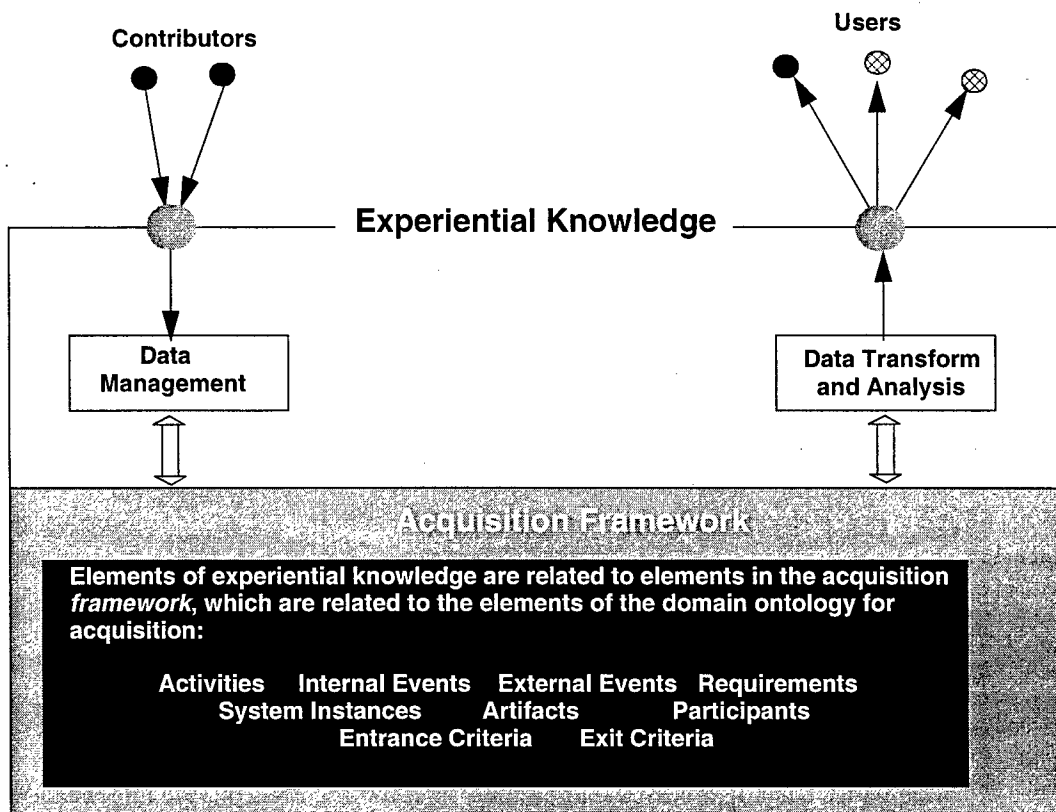 Contributors
Users
Experiential Knowledge
Data
Management
Data Transform
and Analysis
Acquisition Framework
Elements of experiential knowledge are related to elements in the acquisition
framework, which are related to the elements of the domain ontology for
acquisition:
Activities Internal Events External Events Requirements
System Instances Artifacts Participants
Entrance Criteria Exit Criteria